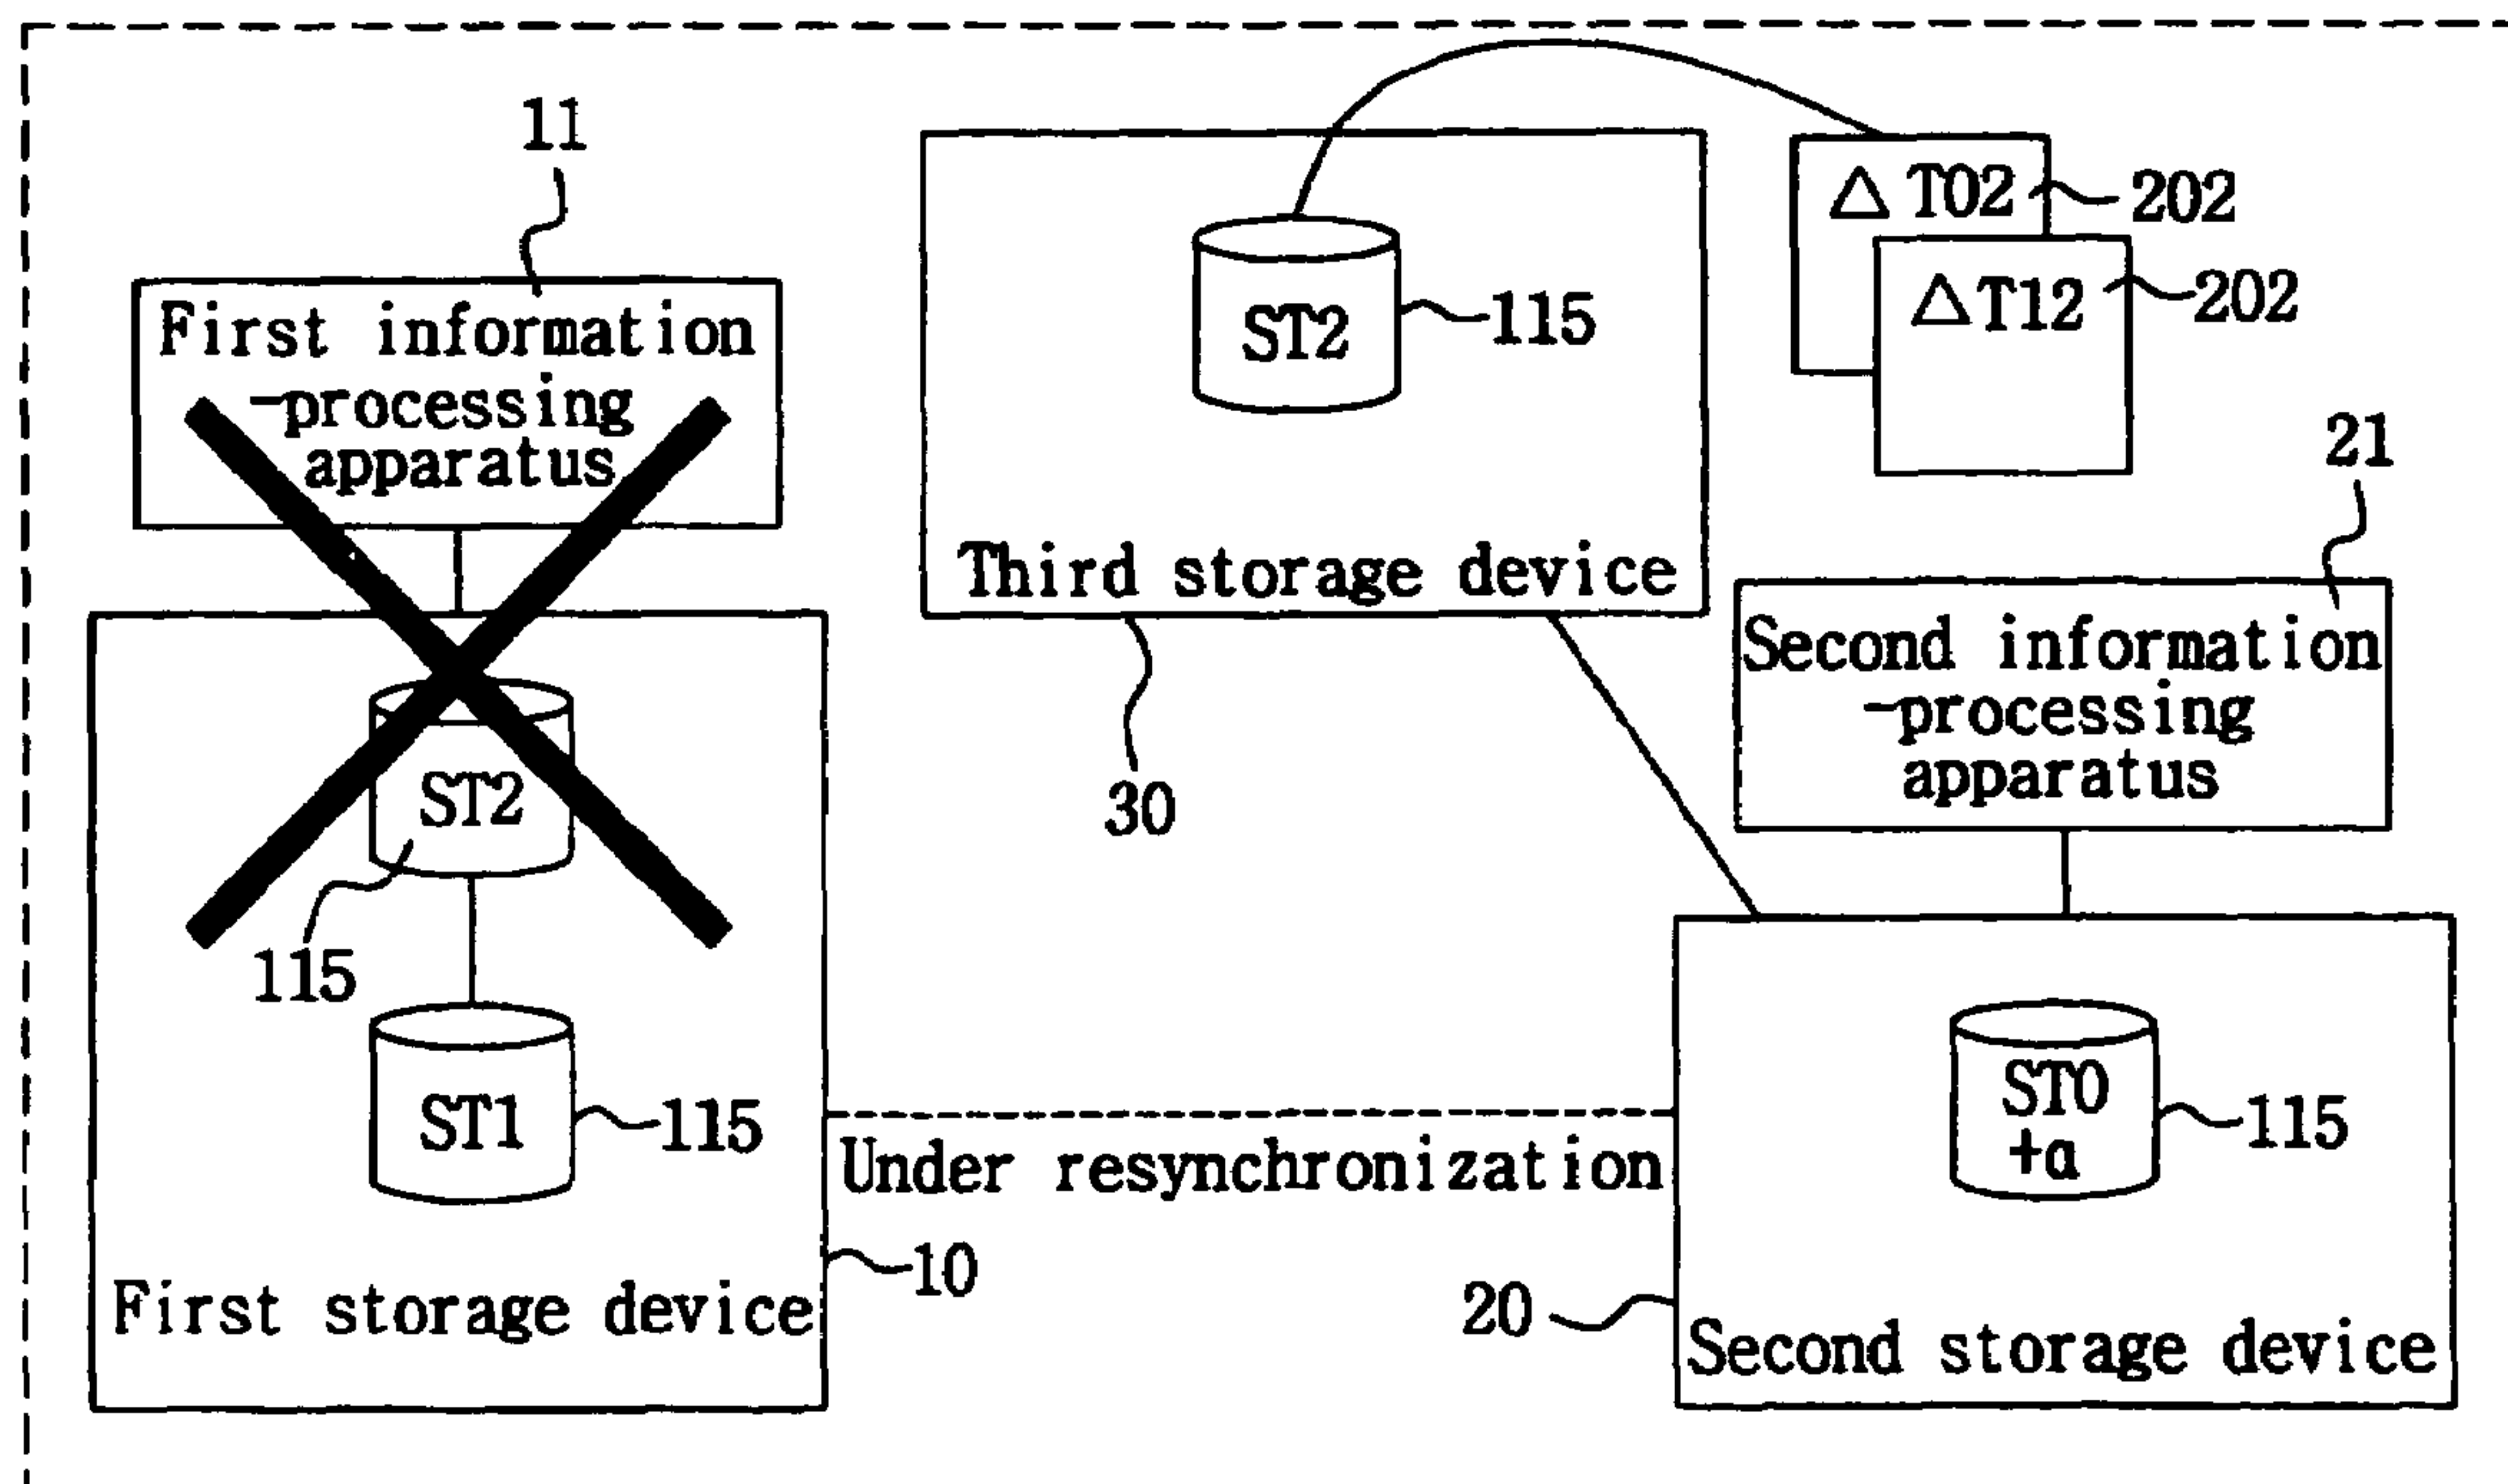 11
First information
-processing
apparatus
ST2
115
ST1
115
10
First storage device
ST2
115
Third storage device
30
△ T02
202
△T12
202
21
Second information
-processing
apparatus
Under resynchronization
ST0
+α
115
20
Second storage device